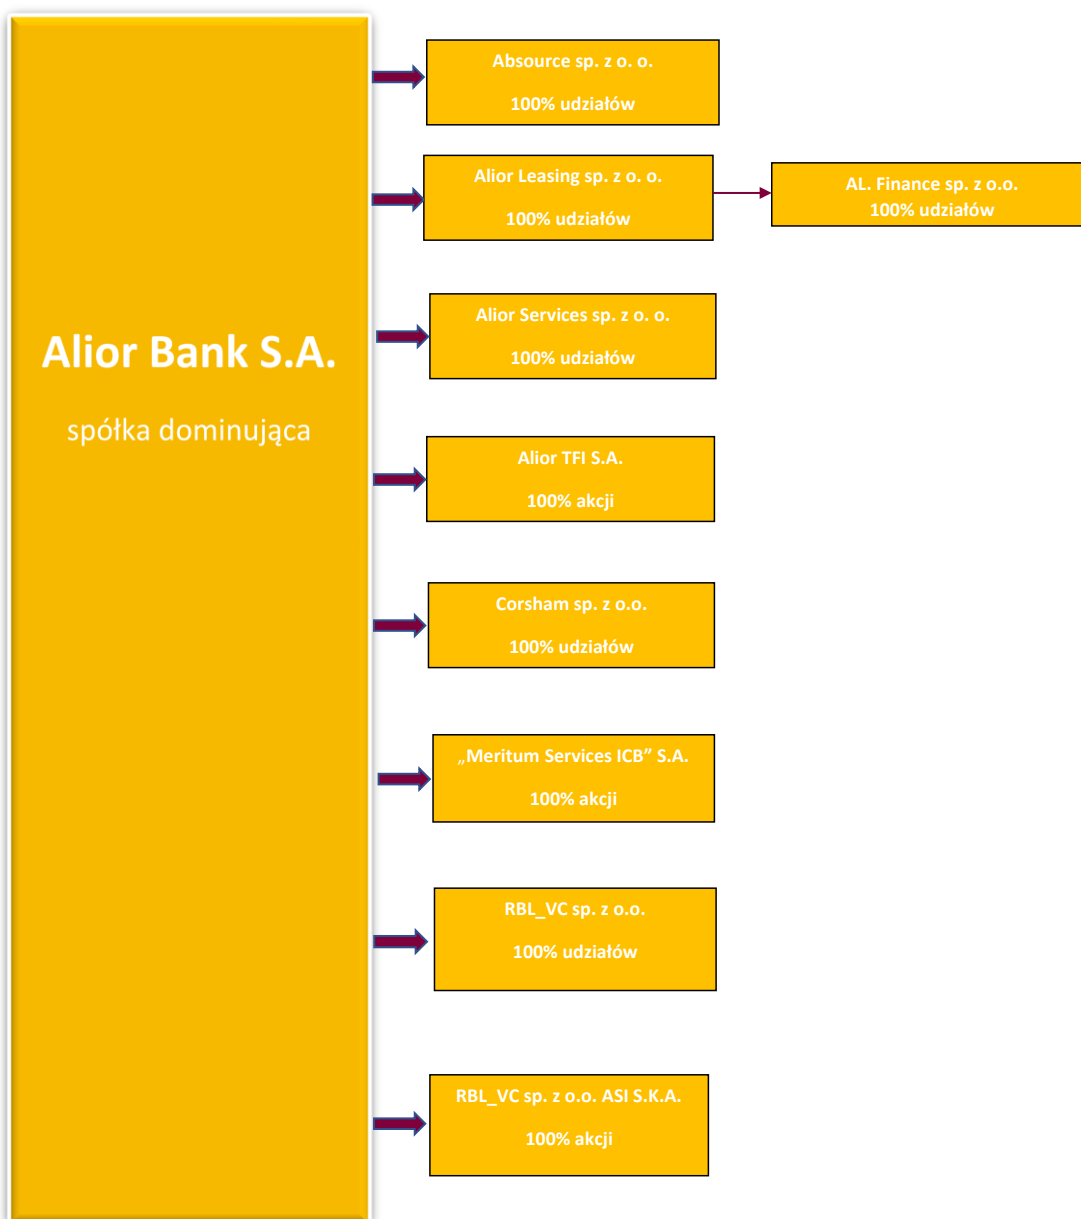 Alior Bank S.A.
spółka dominująca
Absource sp. z o. o.
100% udziałów
Alior Leasing sp. z o. o.
100% udziałów
AL. Finance sp. z o.o.
100% udziałów
Alior Services sp. z o. o.
100% udziałów
Alior TFI S.A.
100% akcji
Corsham sp. z o.o.
100% udziałów
„Meritum Services ICB” S.A.
100% akcji
RBL_VC sp. z o.o.
100% udziałów
RBL_VC sp. z o.o. ASI S.K.A.
100% akcji